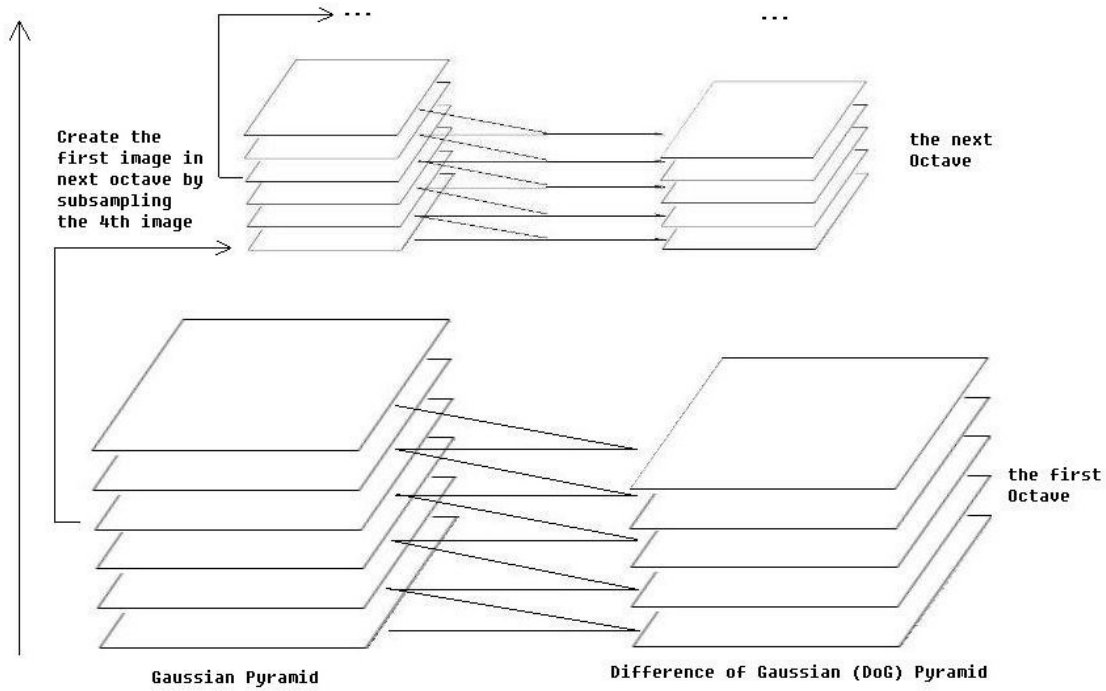 ...
...
Create the
first image in
next octave by
subsampling
the 4th image
the next
Octave
the first
Octave
Gaussian Pyramid
Difference of Gaussian (DoG) Pyramid